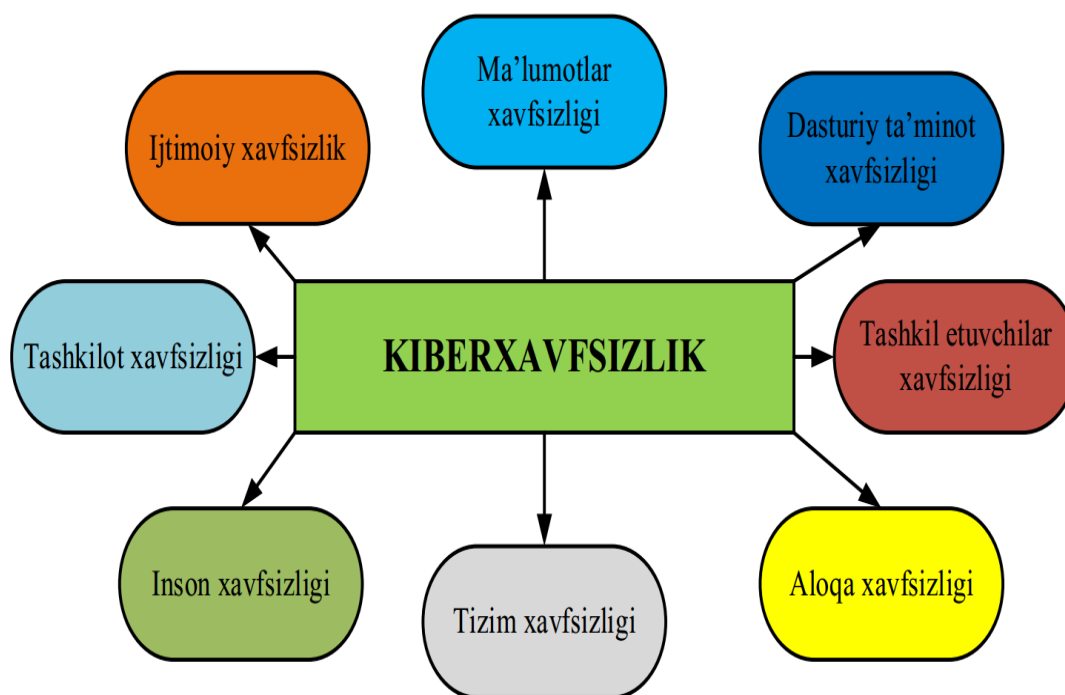 Ma’lumotlar
xavfsizligi
Ijtimoiy xavfsizlik
Dasturiy ta’minot
xavfsizligi
Tashkilot xavfsizligi
KIBERXAVFSIZLIK
Tashkil etuvchilar
xavfsizligi
Inson xavfsizligi
Tizim xavfsizligi
Aloqa xavfsizligi